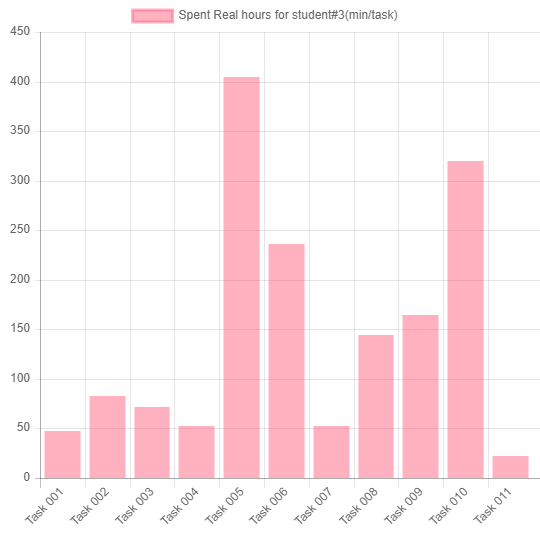 Spent Real hours for student#3(min/task)
450
400
350
300
250
200
150
100
50
0
Task 001
Task 002
Task 003
Task 004
Task 005
Task 006
Task 007
Task 008
Task 009
Task 010
Task 011